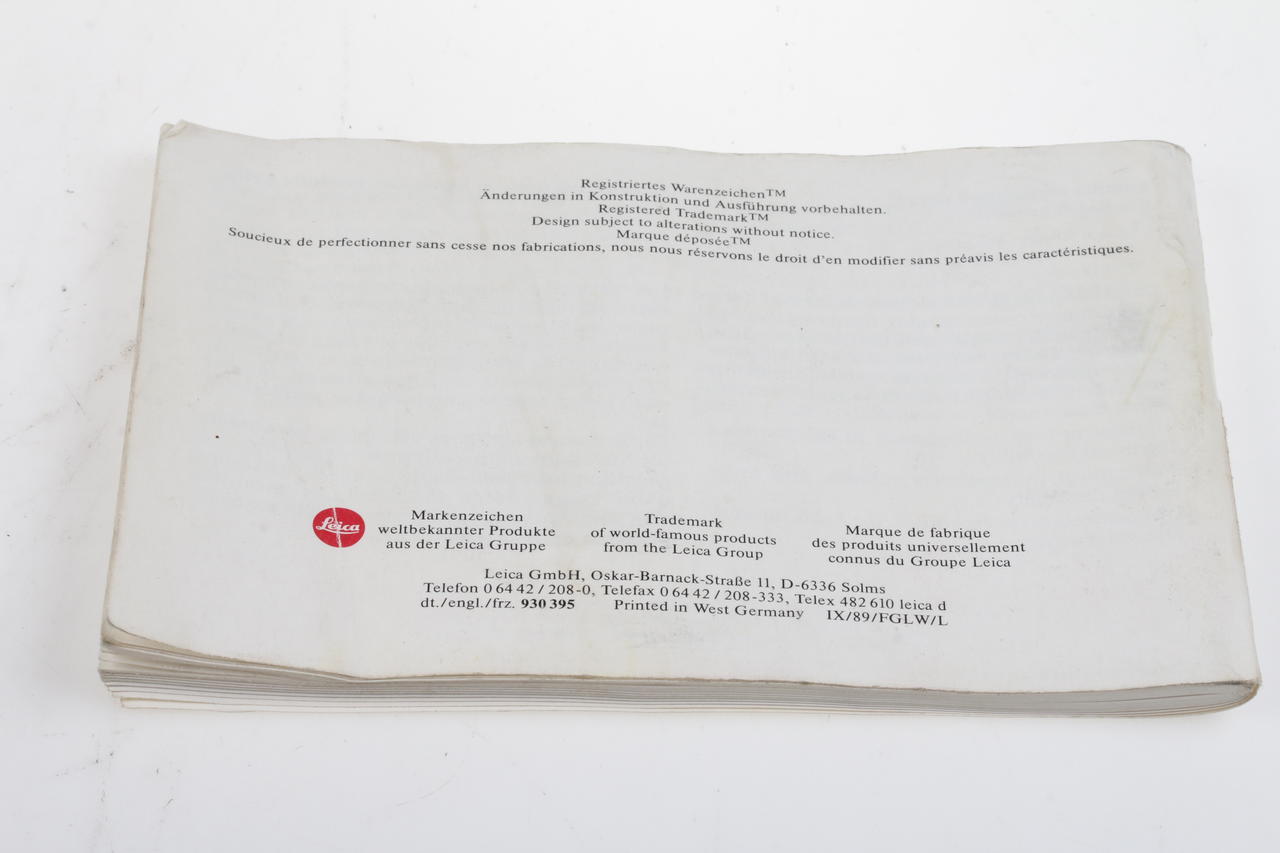 Registriertes Warenzeichen™
Änderungen in Konstruktion und Ausführung vorbehalten.
Registered Trademark™
Design subject to alterations without notice.
Marque déposée™
Soucieux de perfectionner sans cesse nos fabrications, nous nous réservons le droit d'en modifier sans préavis les caractéristiques.
Leica
Markenzeichen
weltbekannter Produkte
aus der Leica Gruppe
Trademark
of world-famous products
from the Leica Group
Marque de fabrique
des produits universellement
connus du Groupe Leica
Leica GmbH, Oskar-Barnack-Straße 11, D-6336 Solms
Telefon 0 64 42 / 208-0, Telefax 0 64 42 / 208-333, Telex 482 610 leica d
dt./engl./frz. 930 395 Printed in West Germany IX/89/FGLW/L